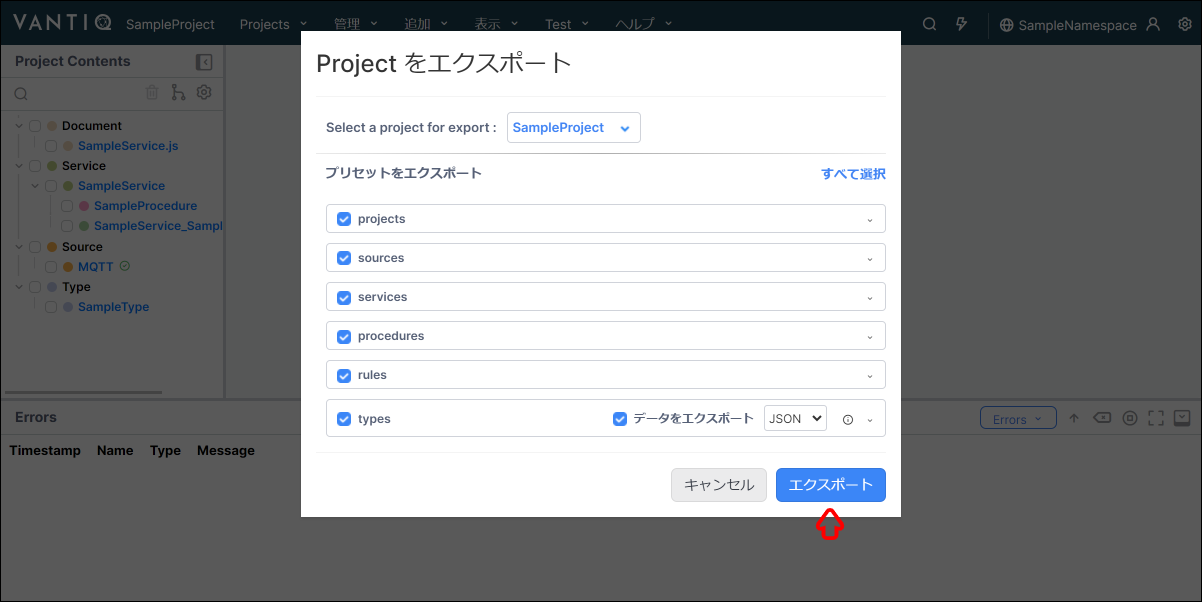 VANTIQ SampleProject Projects 管理 追加 表示 Test ヘルプ SampleNamespace
Project Contents
Document
SampleService.js
Service
SampleService
SampleProcedure
SampleService_Sampl
Source
MQTT
Type
SampleType
Project をエクスポート
Select a project for export : SampleProject
プリセットをエクスポート すべて選択
projects
sources
services
procedures
rules
types データをエクスポート JSON
キャンセル エクスポート
Errors Errors
Timestamp Name Type Message